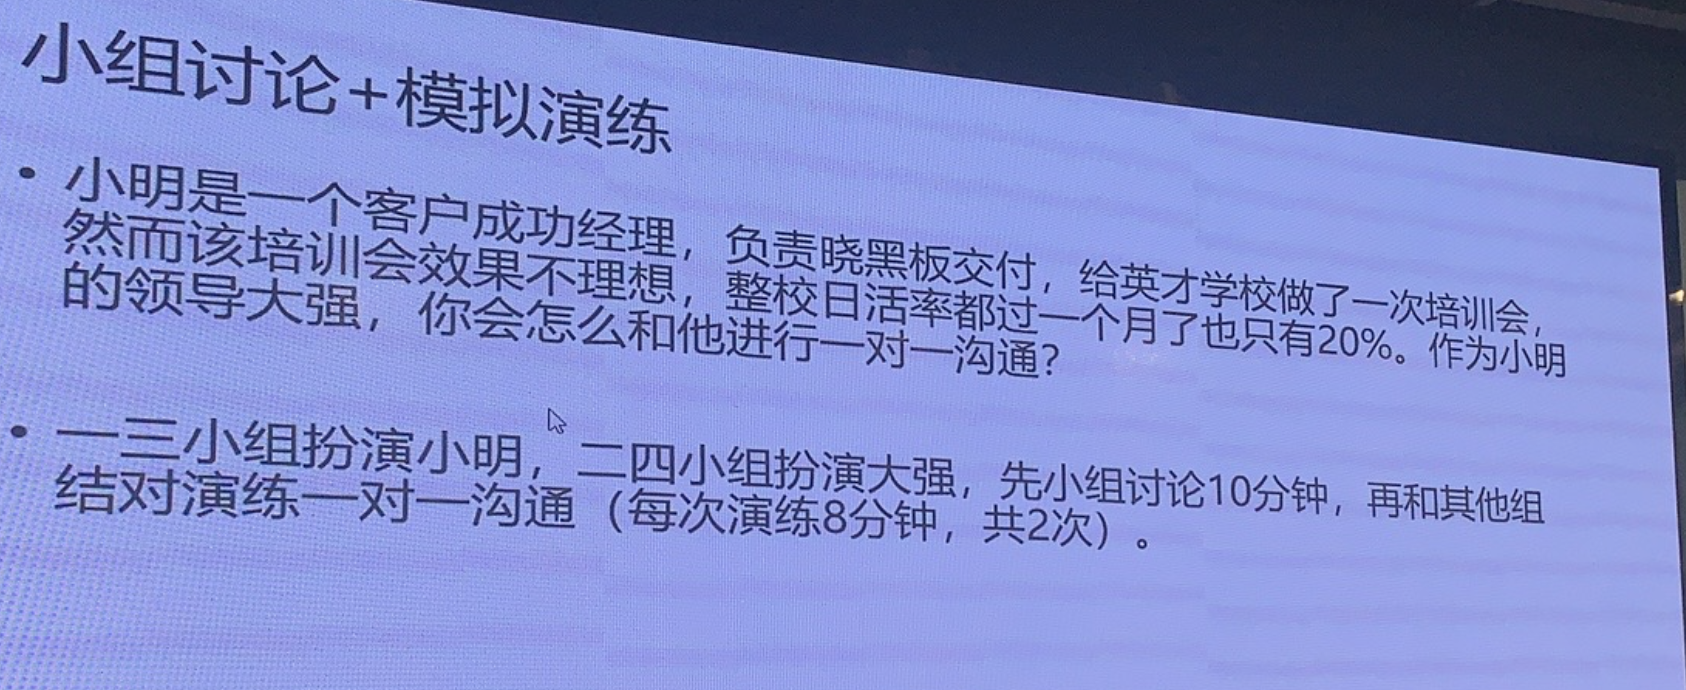 小组讨论+模拟演练
• 小明是一个客户成功经理，负责晓黑板交付，给英才学校做了一次培训会，
然而该培训会效果不理想，整校日活率都过一个月了也只有20%。作为小明
的领导大强，你会怎么和他进行一对一沟通？
• 一三小组扮演小明，二四小组扮演大强，先小组讨论10分钟，再和其他组
结对演练一对一沟通（每次演练8分钟，共2次）。